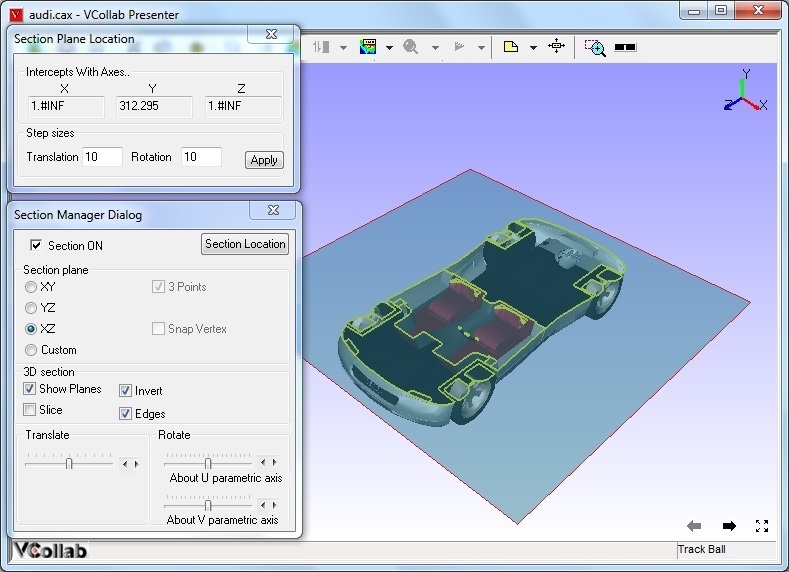 audi.cax - VCollab Presenter
Section Plane Location
Intercepts With Axes..
X Y Z
1.#INF 312.295 1.#INF
Step sizes
Translation 10 Rotation 10 Apply
Section Manager Dialog
Section ON Section Location
Section plane
XY 3 Points
YZ
XZ Snap Vertex
Custom
3D section
Show Planes Invert
Slice Edges
Translate Rotate
About U parametric axis
About V parametric axis
Y
Z X
VCollab
Track Ball